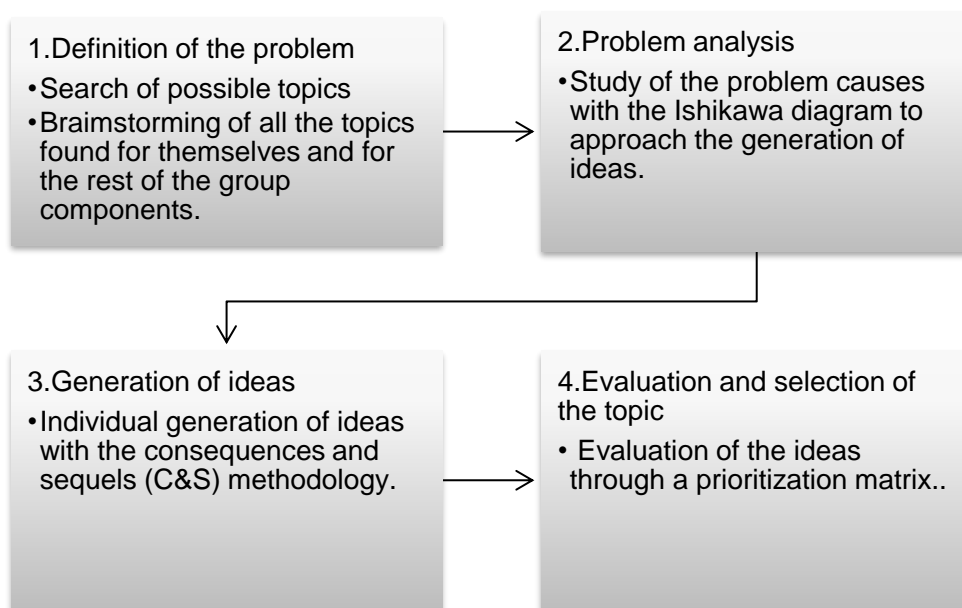 1.Definition of the problem
•Search of possible topics
•Braimstorming of all the topics
found for themselves and for
the rest of the group
components.
2.Problem analysis
•Study of the problem causes
with the Ishikawa diagram to
approach the generation of
ideas.
3.Generation of ideas
•Individual generation of ideas
with the consequences and
sequels (C&S) methodology.
4.Evaluation and selection of
the topic
• Evaluation of the ideas
through a prioritization matrix..